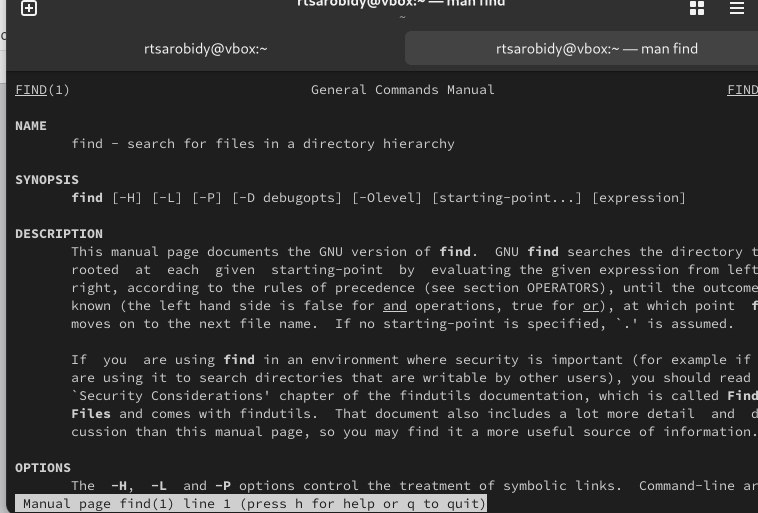 rtsarobidy@vbox:~ — man find
~
rtsarobidy@vbox:~ rtsarobidy@vbox:~ — man find
FIND(1) General Commands Manual FIND
NAME
find - search for files in a directory hierarchy
SYNOPSIS
find [-H] [-L] [-P] [-D debugopts] [-Olevel] [starting-point...] [expression]
DESCRIPTION
This manual page documents the GNU version of find. GNU find searches the directory t
rooted at each given starting-point by evaluating the given expression from left
right, according to the rules of precedence (see section OPERATORS), until the outcome
known (the left hand side is false for and operations, true for or), at which point f
moves on to the next file name. If no starting-point is specified, `.' is assumed.
If you are using find in an environment where security is important (for example if
are using it to search directories that are writable by other users), you should read
`Security Considerations' chapter of the findutils documentation, which is called Find
Files and comes with findutils. That document also includes a lot more detail and d
cussion than this manual page, so you may find it a more useful source of information.
OPTIONS
The -H, -L and -P options control the treatment of symbolic links. Command-line ar
Manual page find(1) line 1 (press h for help or q to quit)